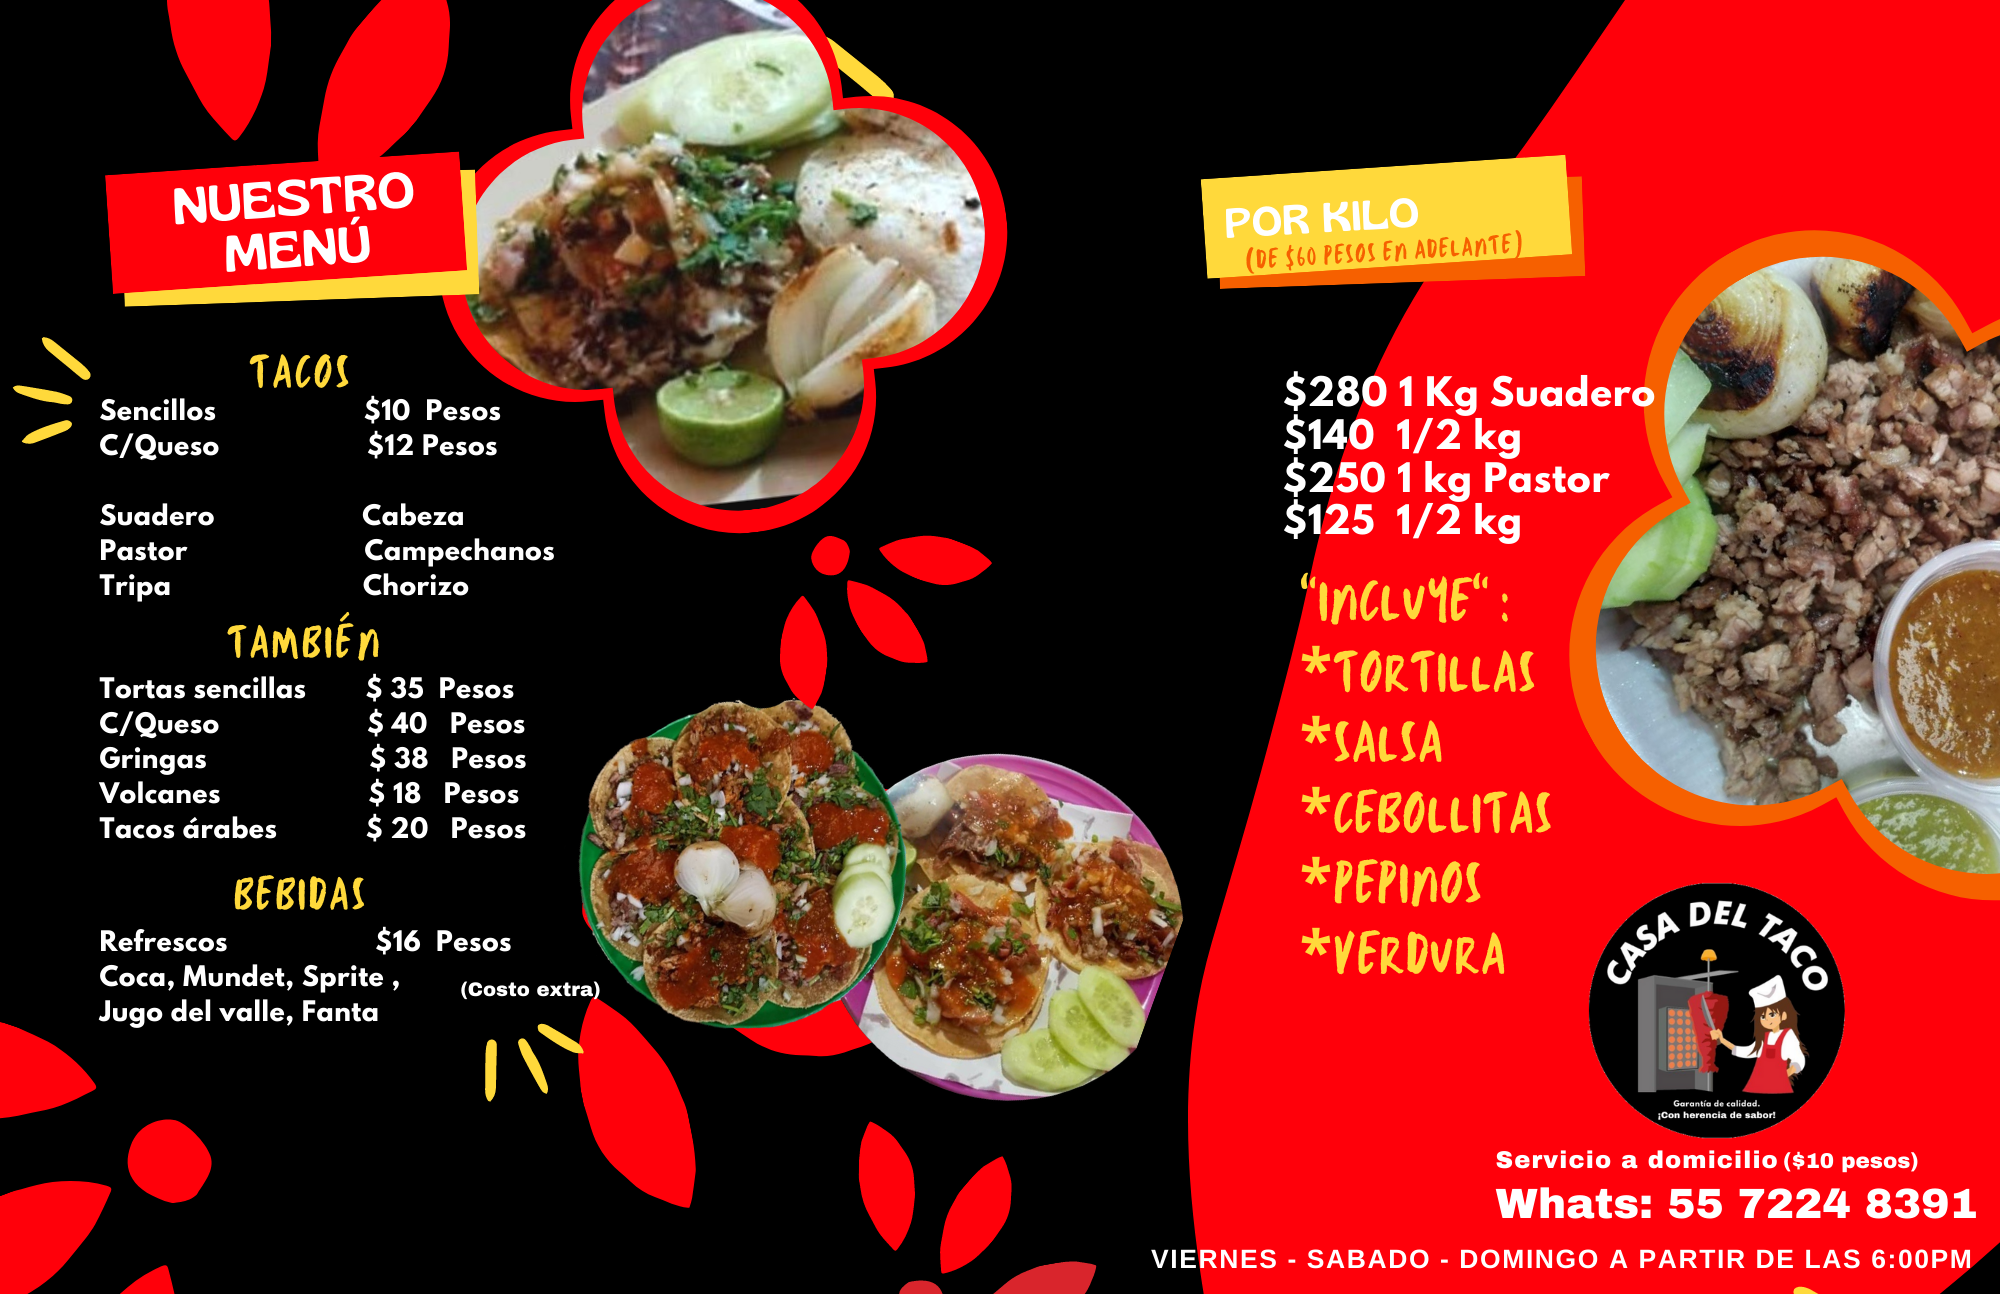 NUESTRO
MENÚ
TACOS
Sencillos $10 Pesos
C/Queso $12 Pesos
Suadero Cabeza
Pastor Campechanos
Tripa Chorizo
TAMBIÉN
Tortas sencillas $ 35 Pesos
C/Queso $ 40 Pesos
Gringas $ 38 Pesos
Volcanes $ 18 Pesos
Tacos árabes $ 20 Pesos
BEBIDAS
Refrescos $16 Pesos
Coca, Mundet, Sprite ,
(Costo extra)
Jugo del valle, Fanta
POR KILO
(DE $60 PESOS EN ADELANTE)
$280 1 Kg Suadero
$140 1/2 kg
$250 1 kg Pastor
$125 1/2 kg
"INCLUYE" :
*TORTILLAS
*SALSA
*CEBOLLITAS
*PEPINOS
*VERDURA
CASA DEL TACO
Garantía de calidad.
¡Con herencia de sabor!
Servicio a domicilio ($10 pesos)
Whats: 55 7224 8391
VIERNES - SABADO - DOMINGO A PARTIR DE LAS 6:00PM